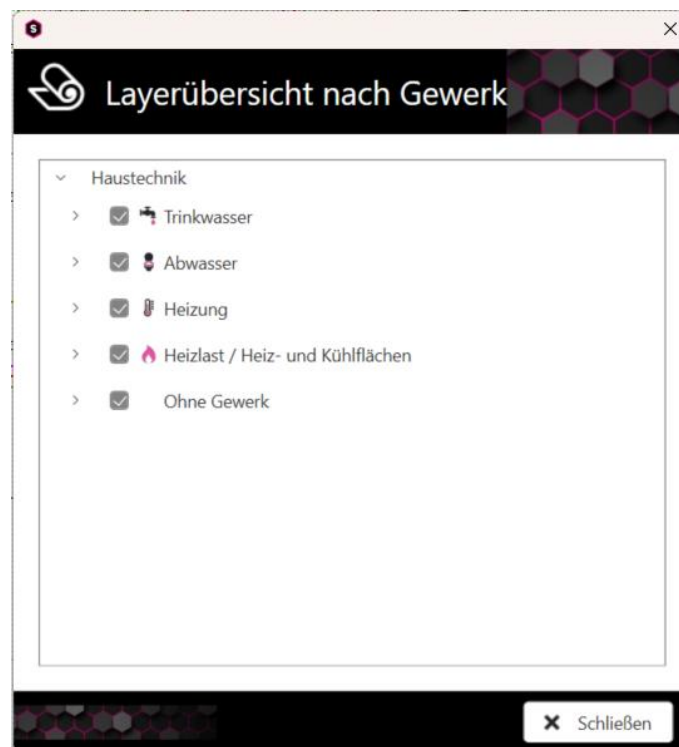 S
Layerübersicht nach Gewerk
Haustechnik
Trinkwasser
Abwasser
Heizung
Heizlast / Heiz- und Kühlflächen
Ohne Gewerk
Schließen